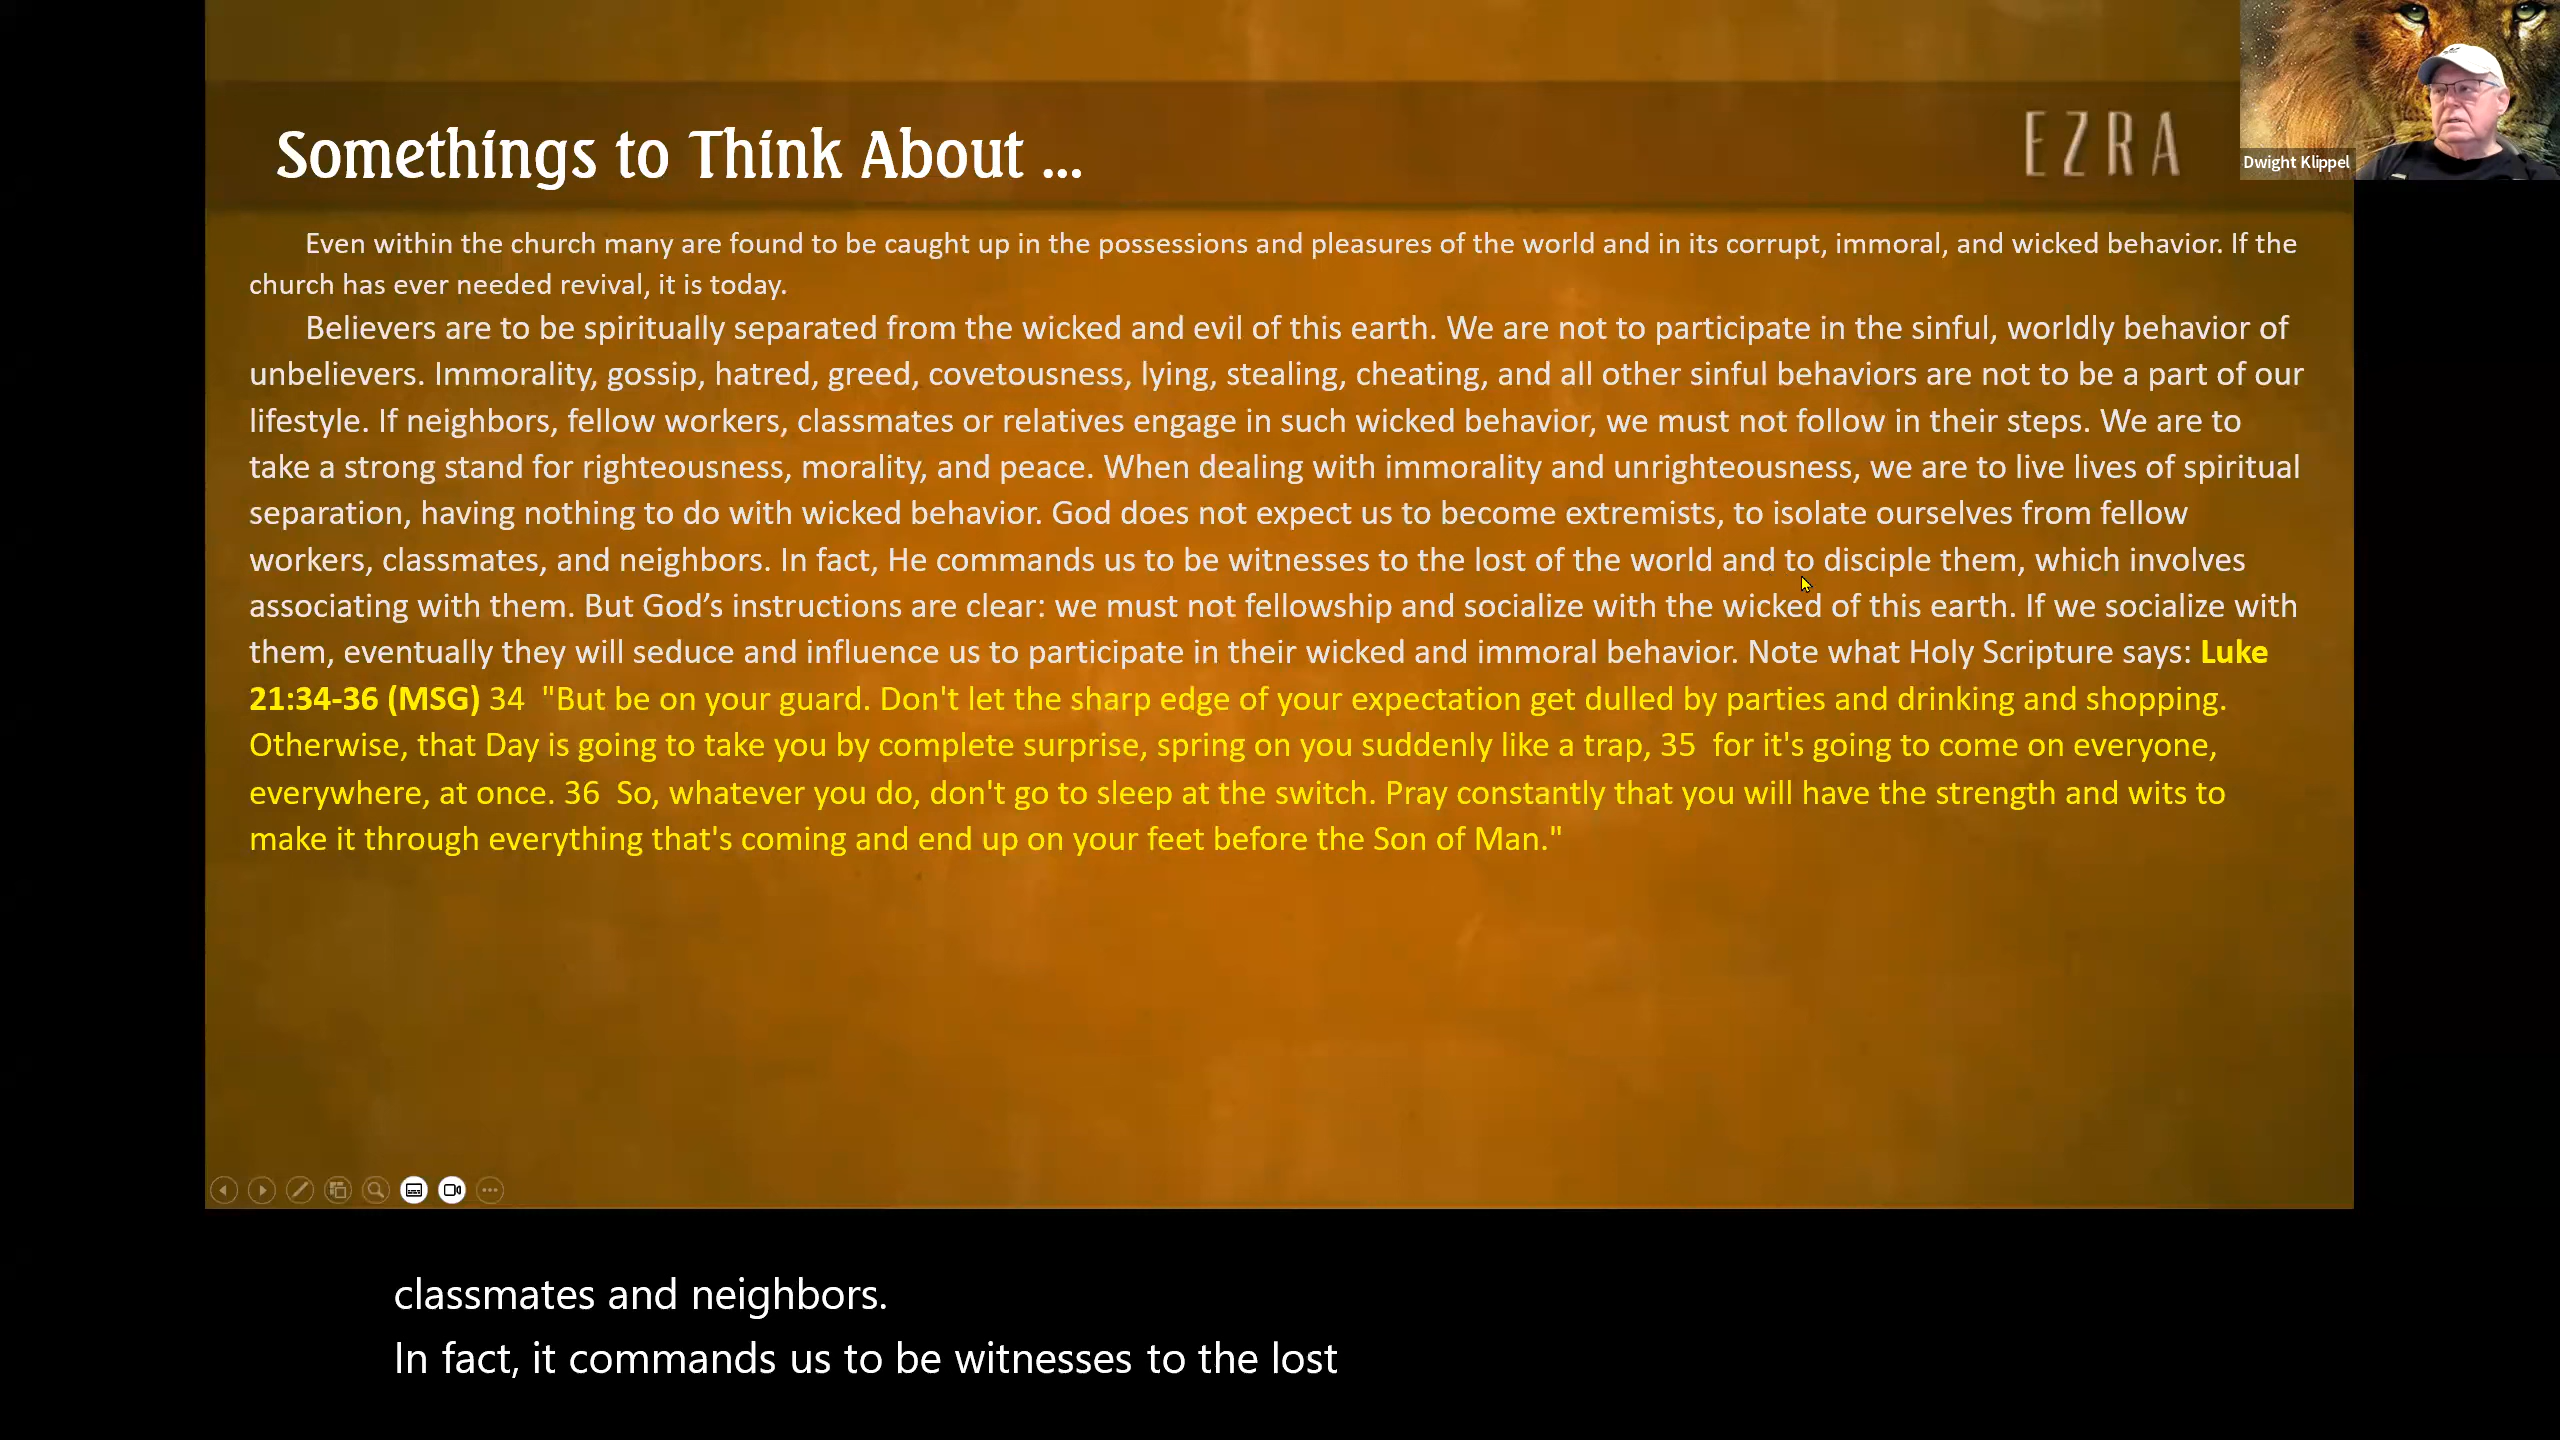 Somethings to Think About ...
EZRA
Dwight Klippel
Even within the church many are found to be caught up in the possessions and pleasures of the world and in its corrupt, immoral, and wicked behavior. If the
church has ever needed revival, it is today.
Believers are to be spiritually separated from the wicked and evil of this earth. We are not to participate in the sinful, worldly behavior of
unbelievers. Immorality, gossip, hatred, greed, covetousness, lying, stealing, cheating, and all other sinful behaviors are not to be a part of our
lifestyle. If neighbors, fellow workers, classmates or relatives engage in such wicked behavior, we must not follow in their steps. We are to
take a strong stand for righteousness, morality, and peace. When dealing with immorality and unrighteousness, we are to live lives of spiritual
separation, having nothing to do with wicked behavior. God does not expect us to become extremists, to isolate ourselves from fellow
workers, classmates, and neighbors. In fact, He commands us to be witnesses to the lost of the world and to disciple them, which involves
associating with them. But God’s instructions are clear: we must not fellowship and socialize with the wicked of this earth. If we socialize with
them, eventually they will seduce and influence us to participate in their wicked and immoral behavior. Note what Holy Scripture says: Luke
21:34-36 (MSG) 34 "But be on your guard. Don't let the sharp edge of your expectation get dulled by parties and drinking and shopping.
Otherwise, that Day is going to take you by complete surprise, spring on you suddenly like a trap, 35 for it's going to come on everyone,
everywhere, at once. 36 So, whatever you do, don't go to sleep at the switch. Pray constantly that you will have the strength and wits to
make it through everything that's coming and end up on your feet before the Son of Man."
classmates and neighbors.
In fact, it commands us to be witnesses to the lost